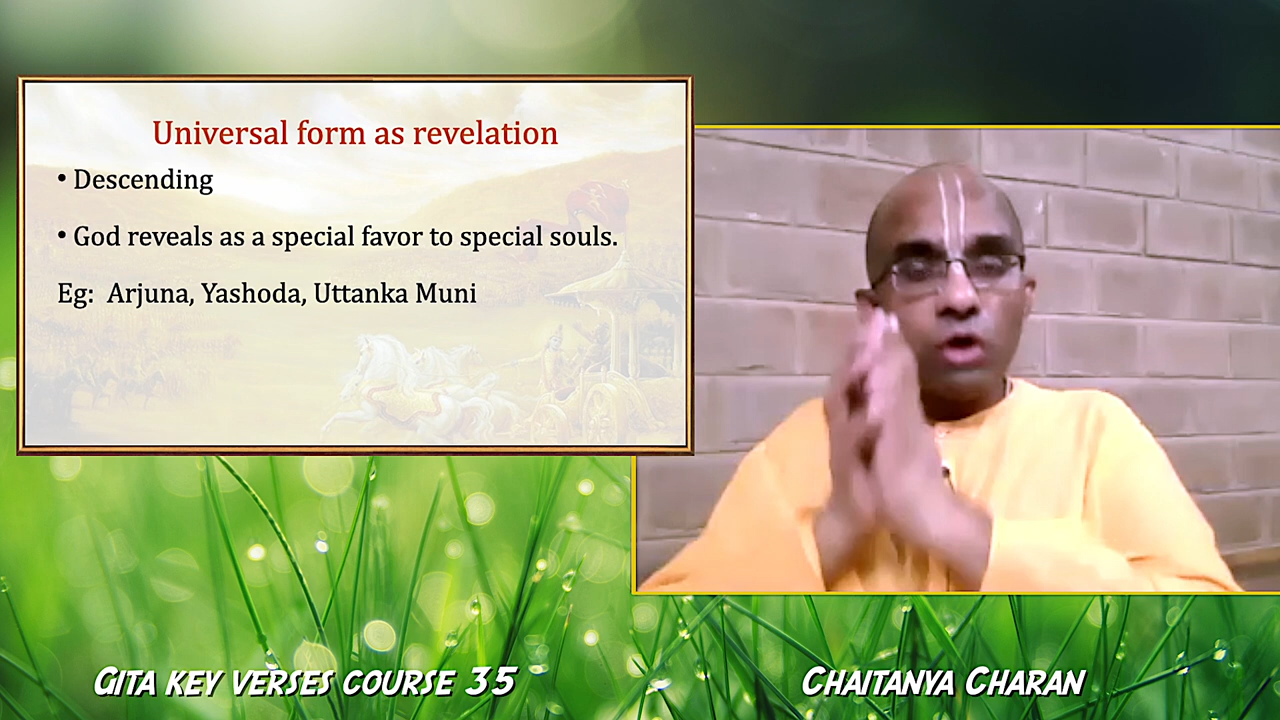 Universal form as revelation
• Descending
• God reveals as a special favor to special souls.
Eg: Arjuna, Yashoda, Uttanka Muni
GITA KEY VERSES COURSE 35
CHAITANYA CHARAN